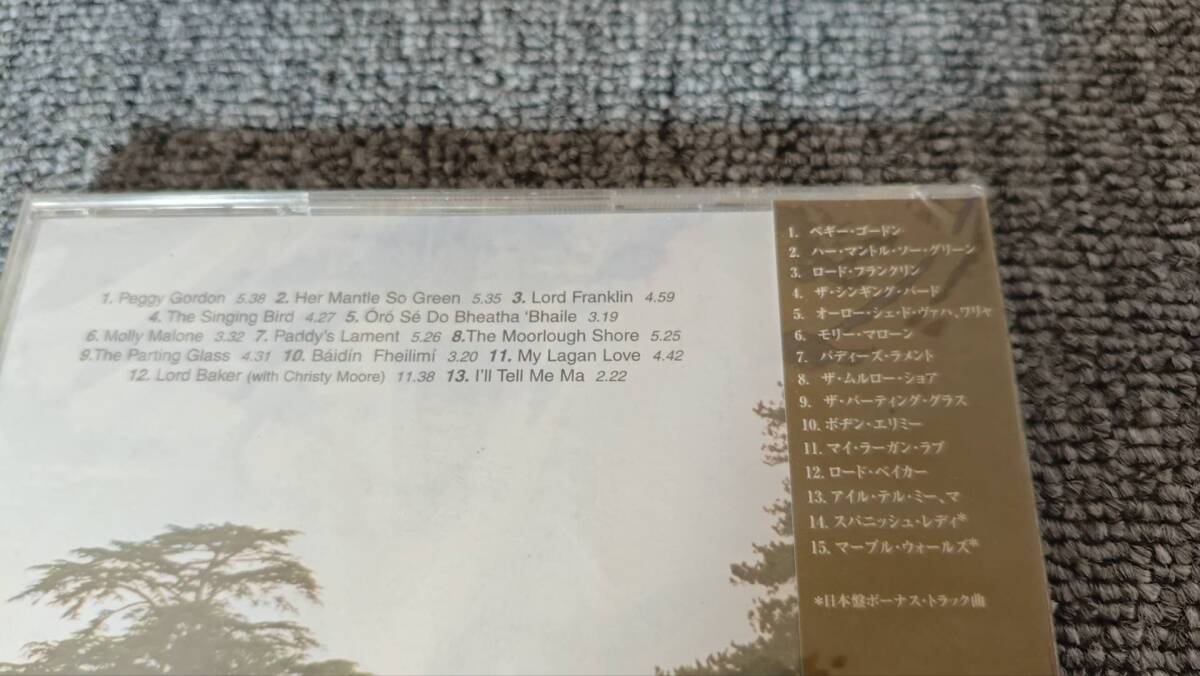 1. Peggy Gordon 5.38 2. Her Mantle So Green 5.35 3. Lord Franklin 4.59
4. The Singing Bird 4.27 5. Óró Sé Do Bheatha 'Bhaile 3.19
6. Molly Malone 3.32 7. Paddy's Lament 5.26 8.The Moorlough Shore 5.25
9.The Parting Glass 4.31 10. Báidín Fheilimí 3.20 11. My Lagan Love 4.42
12. Lord Baker (with Christy Moore) 11.38 13. I'll Tell Me Ma 2.22
1. ペギー・ゴードン
2. ハー・マントル・ソー・グリーン
3. ロード・フランクリン
4. ザ・シンギング・バード
5. オーロー・シェ・ド・ヴァハ、ワリャ
6. モリー・マローン
7. パディーズ・ラメント
8. ザ・ムルロー・ショア
9. ザ・パーティング・グラス
10. ボヂン・エリミー
11. マイ・ラーガン・ラブ
12. ロード・ベイカー
13. アイル・テル・ミー、マ
14. スパニッシュ・レディ*
15. マーブル・ウォールズ*
*日本盤ボーナス・トラック曲